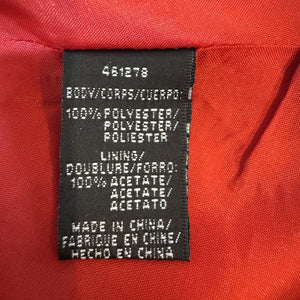 461278
BODY/CORPS/CUERPO:
100% POLYESTER/
POLYESTER/
POLIESTER
LINING/
DOUBLURE/FORRO:
100% ACETATE/
ACETATE/
ACETATO
MADE IN CHINA/
FABRIQUE EN CHINE/
HECHO EN CHINA